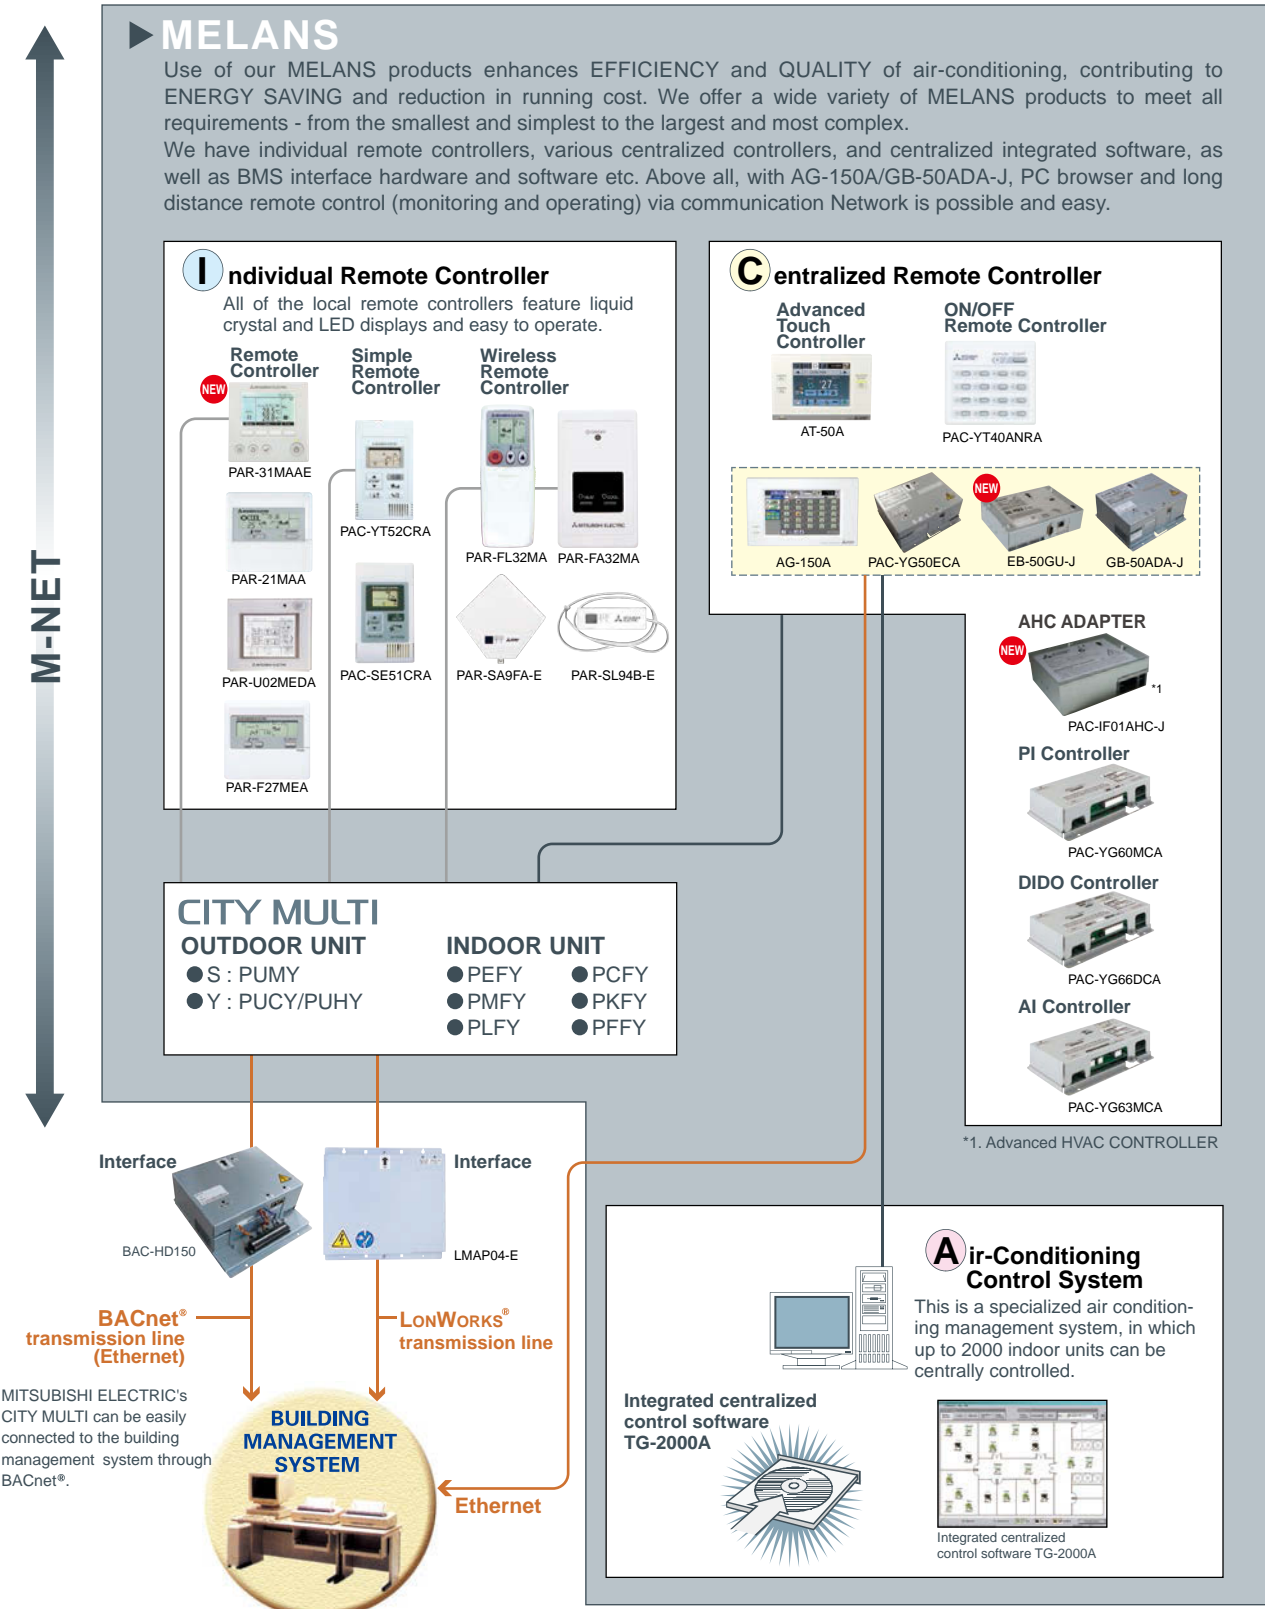 M-NET
MELANS
Use of our MELANS products enhances EFFICIENCY and QUALITY of air-conditioning, contributing to
ENERGY SAVING and reduction in running cost. We offer a wide variety of MELANS products to meet all
requirements - from the smallest and simplest to the largest and most complex.
We have individual remote controllers, various centralized controllers, and centralized integrated software, as
well as BMS interface hardware and software etc. Above all, with AG-150A/GB-50ADA-J, PC browser and long
distance remote control (monitoring and operating) via communication Network is possible and easy.
Individual Remote Controller
All of the local remote controllers feature liquid
crystal and LED displays and easy to operate.
Remote
Controller
NEW
PAR-31MAAE
PAR-21MAA
PAR-U02MEDA
PAR-F27MEA
Simple
Remote
Controller
PAC-YT52CRA
PAC-SE51CRA
Wireless
Remote
Controller
PAR-FL32MA
PAR-FA32MA
PAR-SA9FA-E
PAR-SL94B-E
Centralized Remote Controller
Advanced
Touch
Controller
AT-50A
ON/OFF
Remote Controller
PAC-YT40ANRA
AG-150A
PAC-YG50ECA
NEW
EB-50GU-J
GB-50ADA-J
AHC ADAPTER
NEW
*1
PAC-IF01AHC-J
PI Controller
PAC-YG60MCA
DIDO Controller
PAC-YG66DCA
AI Controller
PAC-YG63MCA
*1. Advanced HVAC CONTROLLER
CITY MULTI
OUTDOOR UNIT
●S : PUMY
●Y : PUCY/PUHY
INDOOR UNIT
●PEFY ●PCFY
●PMFY ●PKFY
●PLFY ●PFFY
Interface
BAC-HD150
Interface
LMAP04-E
BACnet®
transmission line
(Ethernet)
LONWORKS®
transmission line
MITSUBISHI ELECTRIC's
CITY MULTI can be easily
connected to the building
management system through
BACnet®.
BUILDING
MANAGEMENT
SYSTEM
Ethernet
Air-Conditioning
Control System
This is a specialized air condition-
ing management system, in which
up to 2000 indoor units can be
centrally controlled.
Integrated centralized
control software
TG-2000A
Integrated centralized
control software TG-2000A